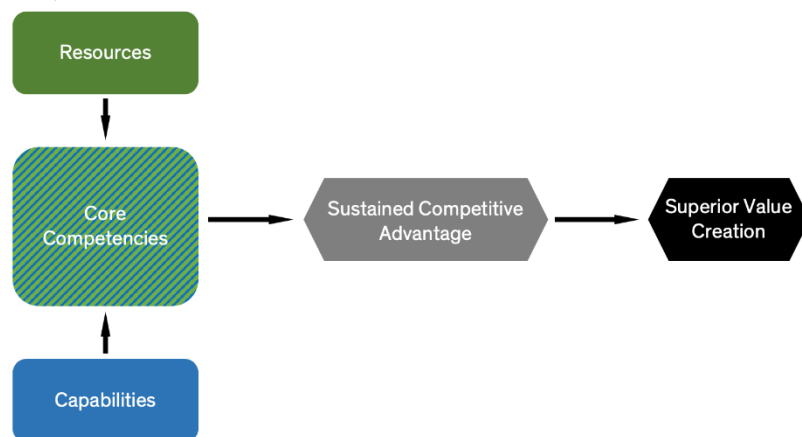 Resources
Core
Competencies
Sustained Competitive
Advantage
Superior Value
Creation
Capabilities